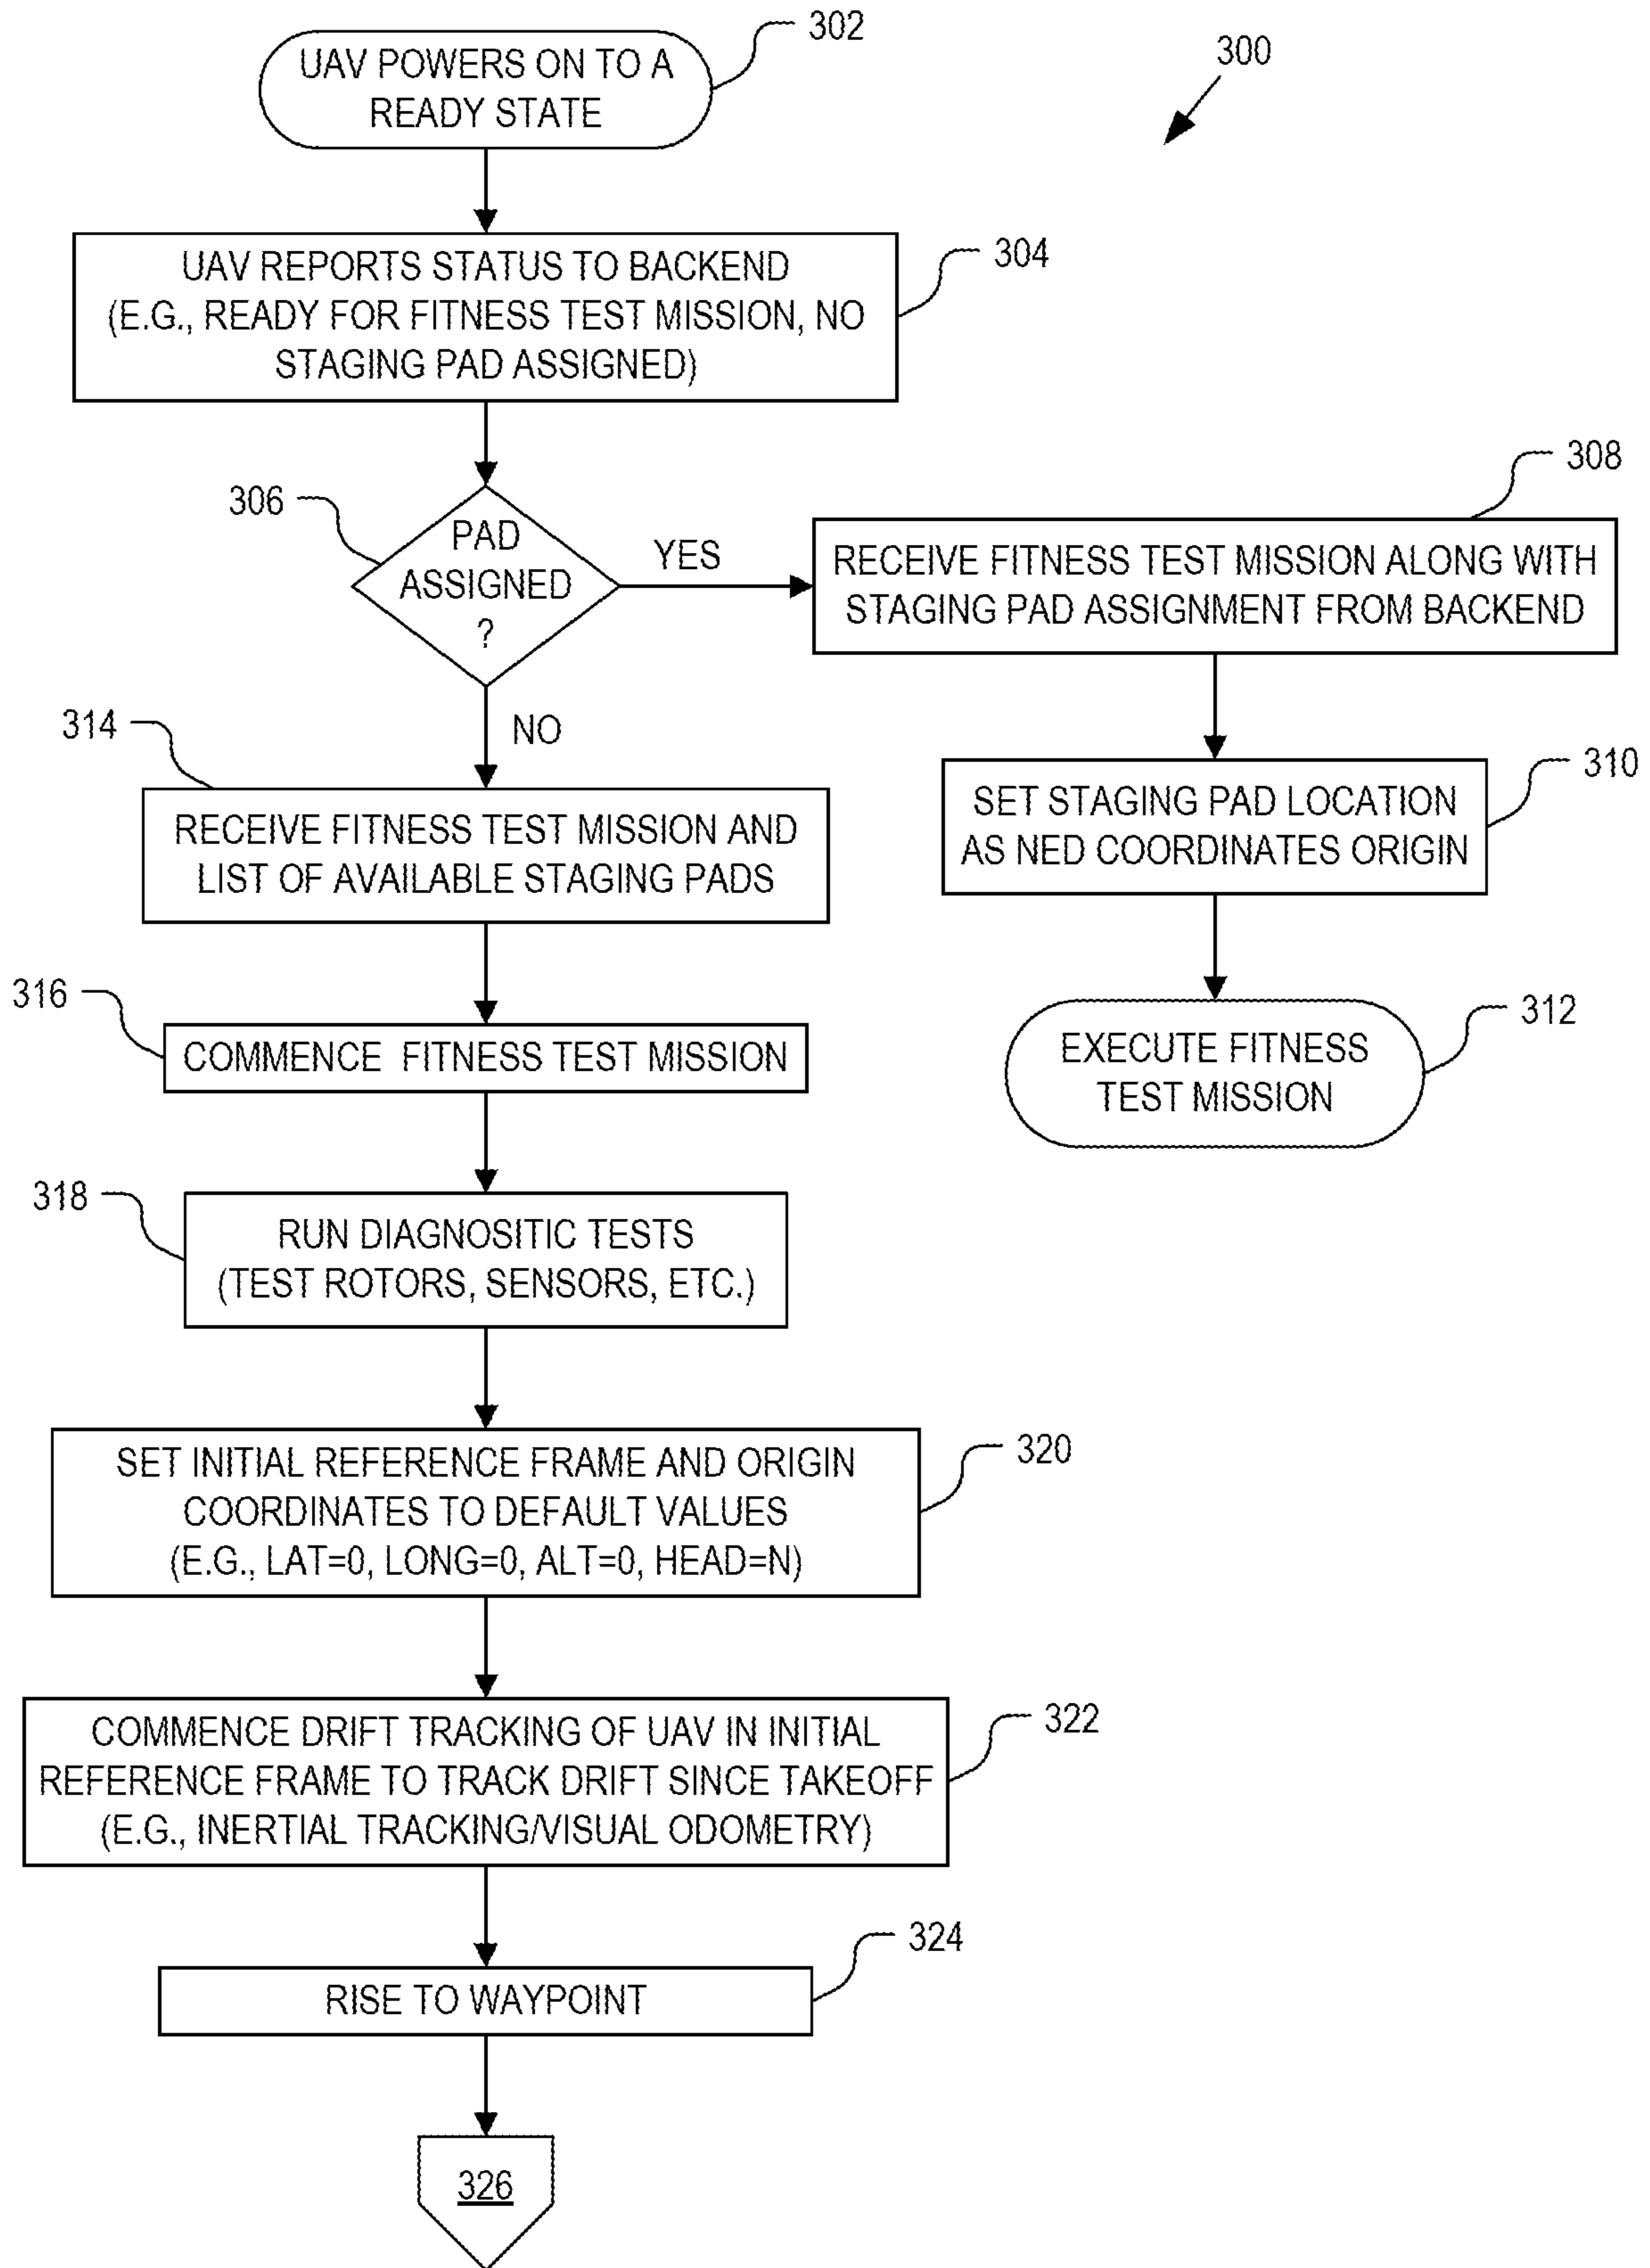 302
300
UAV POWERS ON TO A
READY STATE
304
UAV REPORTS STATUS TO BACKEND
(E.G., READY FOR FITNESS TEST MISSION, NO
STAGING PAD ASSIGNED)
306
PAD
ASSIGNED
?
YES
308
RECEIVE FITNESS TEST MISSION ALONG WITH
STAGING PAD ASSIGNMENT FROM BACKEND
310
SET STAGING PAD LOCATION
AS NED COORDINATES ORIGIN
312
EXECUTE FITNESS
TEST MISSION
NO
314
RECEIVE FITNESS TEST MISSION AND
LIST OF AVAILABLE STAGING PADS
316
COMMENCE FITNESS TEST MISSION
318
RUN DIAGNOSITIC TESTS
(TEST ROTORS, SENSORS, ETC.)
320
SET INITIAL REFERENCE FRAME AND ORIGIN
COORDINATES TO DEFAULT VALUES
(E.G., LAT=0, LONG=0, ALT=0, HEAD=N)
322
COMMENCE DRIFT TRACKING OF UAV IN INITIAL
REFERENCE FRAME TO TRACK DRIFT SINCE TAKEOFF
(E.G., INERTIAL TRACKING/VISUAL ODOMETRY)
324
RISE TO WAYPOINT
326